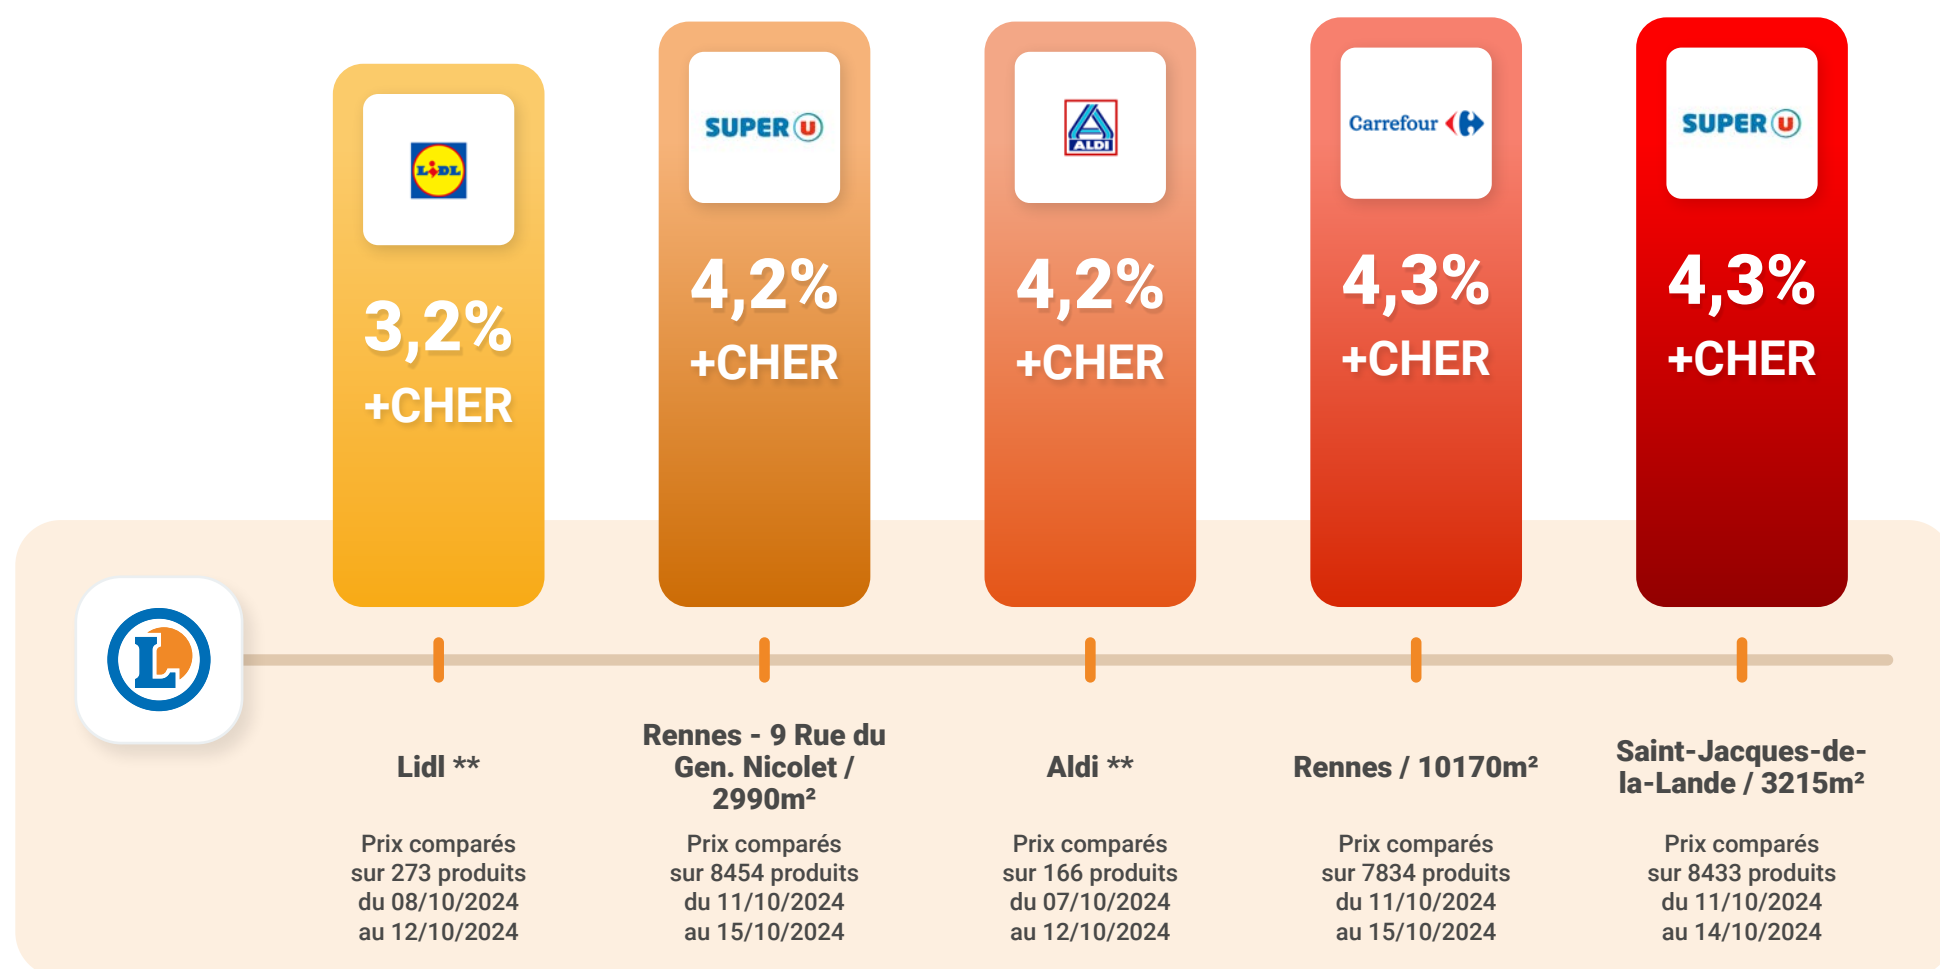 LIDL
3,2%
+CHER
SUPER U
4,2%
+CHER
ALDI
4,2%
+CHER
Carrefour
4,3%
+CHER
SUPER U
4,3%
+CHER
L
Lidl **
Prix comparés
sur 273 produits
du 08/10/2024
au 12/10/2024
Rennes - 9 Rue du
Gen. Nicolet /
2990m²
Prix comparés
sur 8454 produits
du 11/10/2024
au 15/10/2024
Aldi **
Prix comparés
sur 166 produits
du 07/10/2024
au 12/10/2024
Rennes / 10170m²
Prix comparés
sur 7834 produits
du 11/10/2024
au 15/10/2024
Saint-Jacques-de-
la-Lande / 3215m²
Prix comparés
sur 8433 produits
du 11/10/2024
au 14/10/2024